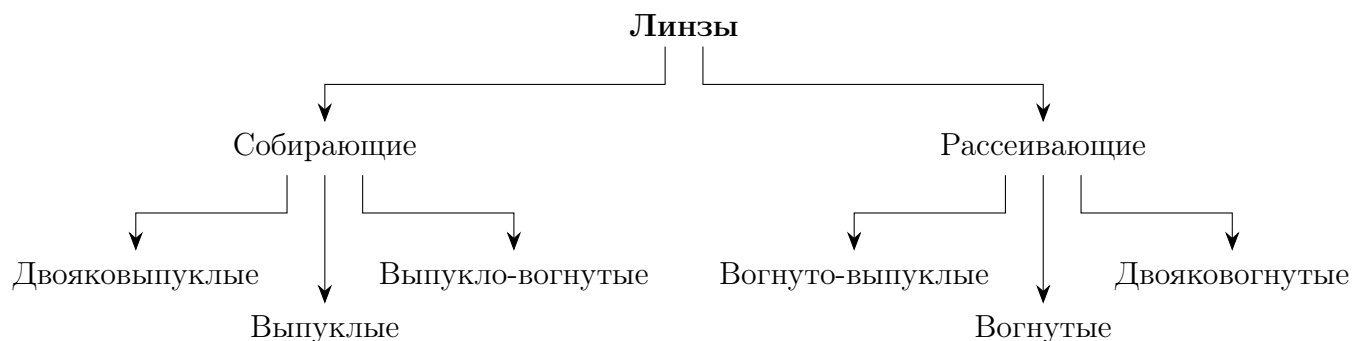 Линзы
Собирающие Рассеивающие
Двояковыпуклые Выпукло-вогнутые Вогнуто-выпуклые Двояковогнутые
Выпуклые Вогнутые